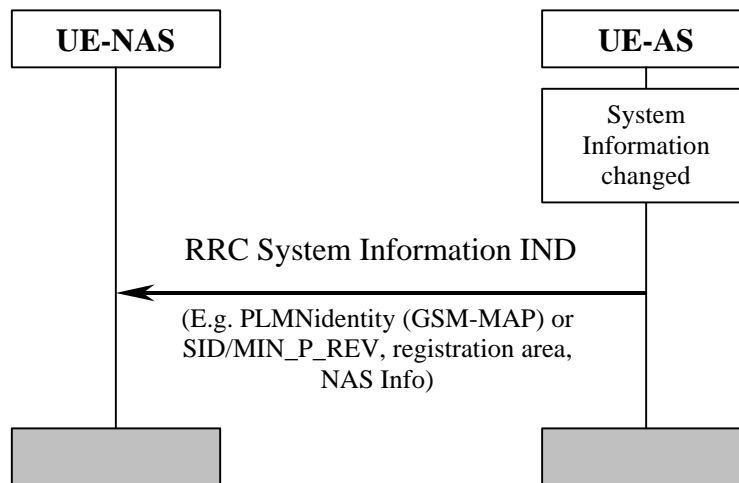 UE-NAS
UE-AS
System
Information
changed
RRC System Information IND
(E.g. PLMNidentity (GSM-MAP) or
SID/MIN_P_REV, registration area,
NAS Info)